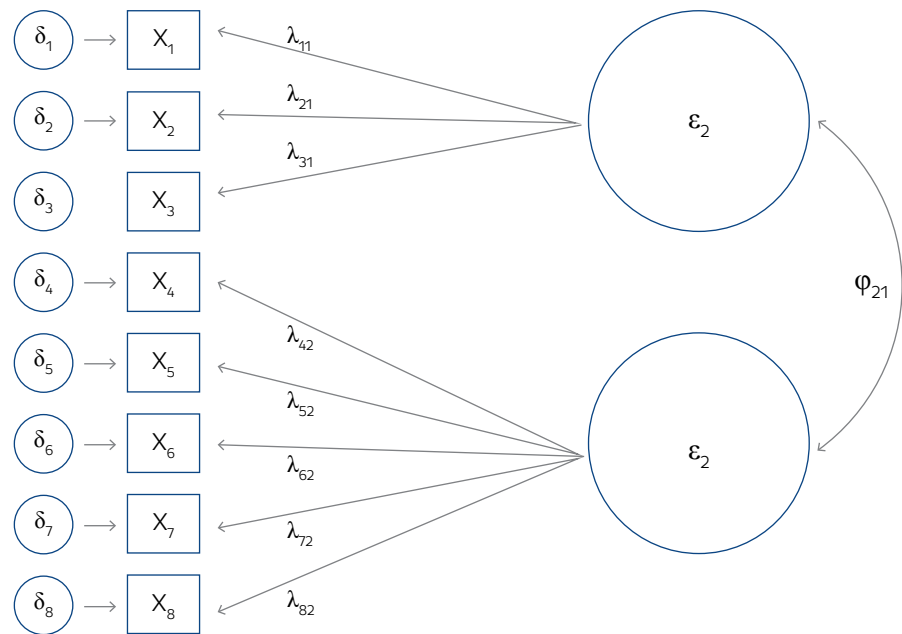 δ₁ X₁ λ₁₁
δ₂ X₂ λ₂₁ ε₂
δ₃ X₃ λ₃₁
δ₄ X₄ φ₂₁
δ₅ X₅ λ₄₂
δ₆ X₆ λ₅₂ ε₂
δ₇ X₇ λ₆₂
δ₈ X₈ λ₇₂
λ₈₂